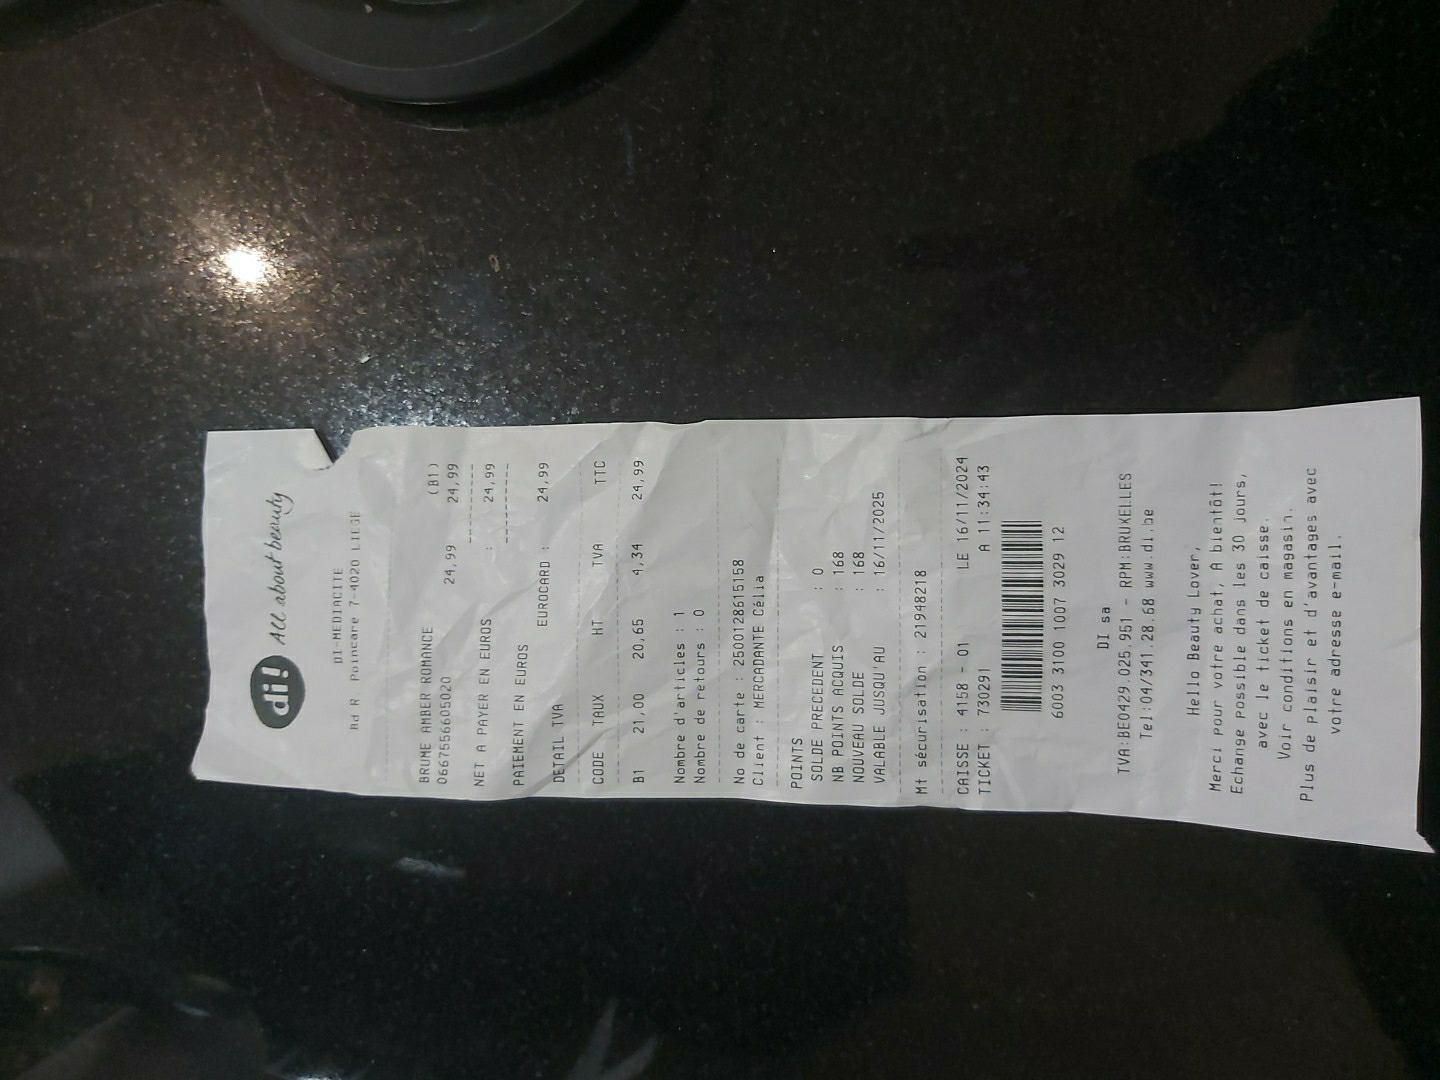 di! All about beauty
DI-MEDIACITE
Bd R. Poincare 7-4020 LIEGE
(B1)
BRUME AMBER ROMANCE 24,99 24,99
0667556605020
NET A PAYER EN EUROS : 24,99
PAIEMENT EN EUROS :
EUROCARD : 24,99
DETAIL TVA
CODE TAUX HT TVA TTC
B1 21,00 20,65 4,34 24,99
Nombre d'articles : 1
Nombre de retours : 0
No de carte : 2500128615158
Client : MERCADANTE Célia
POINTS
SOLDE PRECEDENT : 0
NB POINTS ACQUIS : 168
NOUVEAU SOLDE : 168
VALABLE JUSQU'AU : 16/11/2025
Mt sécurisation : 21948218
CAISSE : 4158 - 01 LE 16/11/2024
TICKET : 730291 A 11:34:43
6003 3100 1007 3029 12
DI sa
TVA:BE0429.025.951 - RPM:BRUXELLES
Tel:04/341.28.68 www.di.be
Hello Beauty Lover,
Merci pour votre achat, A bientôt!
Echange possible dans les 30 jours,
avec le ticket de caisse.
Voir conditions en magasin.
Plus de plaisir et d'avantages avec
votre adresse e-mail.